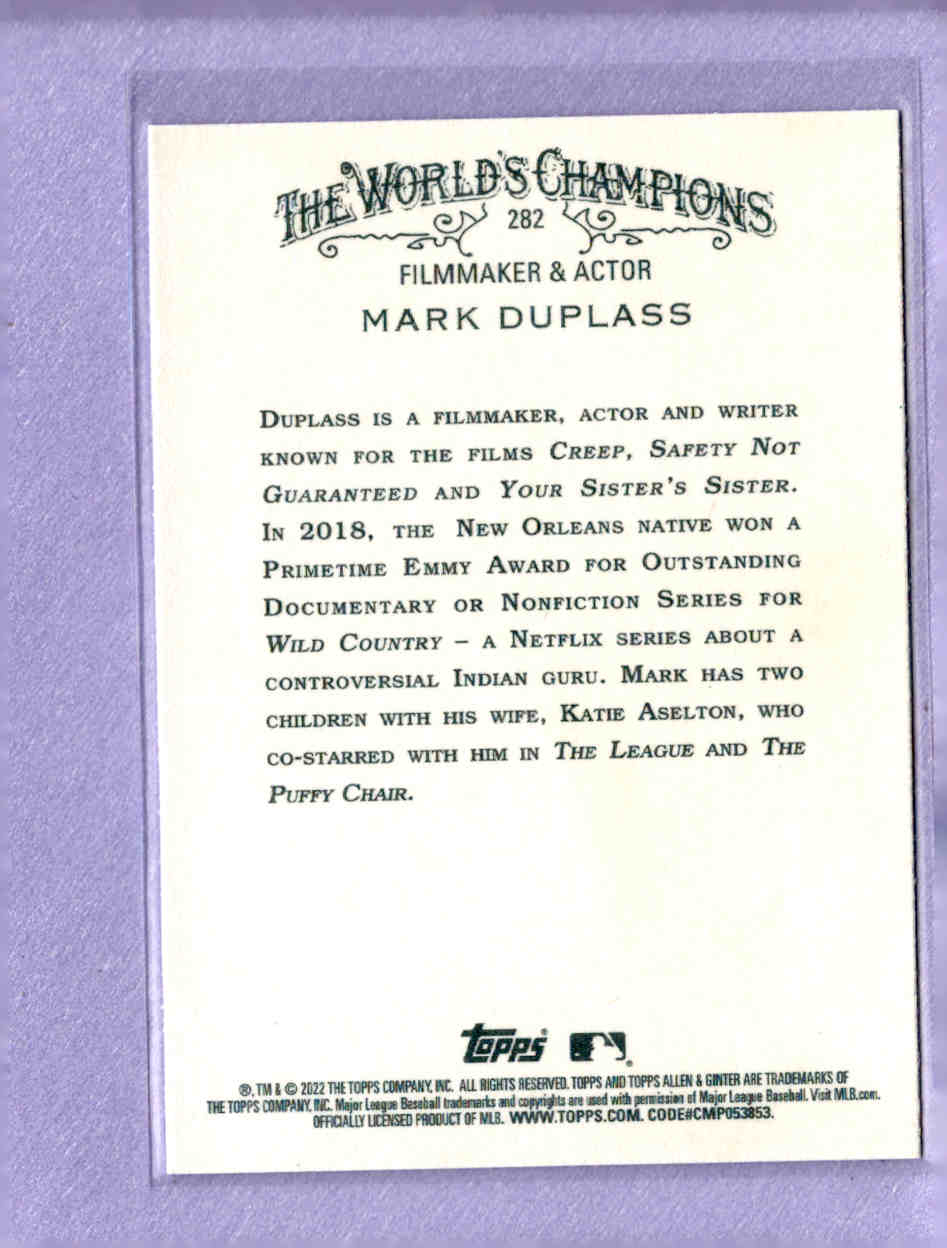 THE WORLD'S CHAMPIONS
282
FILMMAKER & ACTOR
MARK DUPLASS
DUPLASS IS A FILMMAKER, ACTOR AND WRITER
KNOWN FOR THE FILMS CREEP, SAFETY NOT
GUARANTEED AND YOUR SISTER'S SISTER.
IN 2018, THE NEW ORLEANS NATIVE WON A
PRIMETIME EMMY AWARD FOR OUTSTANDING
DOCUMENTARY OR NONFICTION SERIES FOR
WILD COUNTRY – A NETFLIX SERIES ABOUT A
CONTROVERSIAL INDIAN GURU. MARK HAS TWO
CHILDREN WITH HIS WIFE, KATIE ASELTON, WHO
CO-STARRED WITH HIM IN THE LEAGUE AND THE
PUFFY CHAIR.
Topps
®, TM & © 2022 THE TOPPS COMPANY, INC. ALL RIGHTS RESERVED. TOPPS AND TOPPS ALLEN & GINTER ARE TRADEMARKS OF
THE TOPPS COMPANY, INC. Major League Baseball trademarks and copyrights are used with permission of Major League Baseball. Visit MLB.com.
OFFICIALLY LICENSED PRODUCT OF MLB. WWW.TOPPS.COM. CODE#CMP053853.